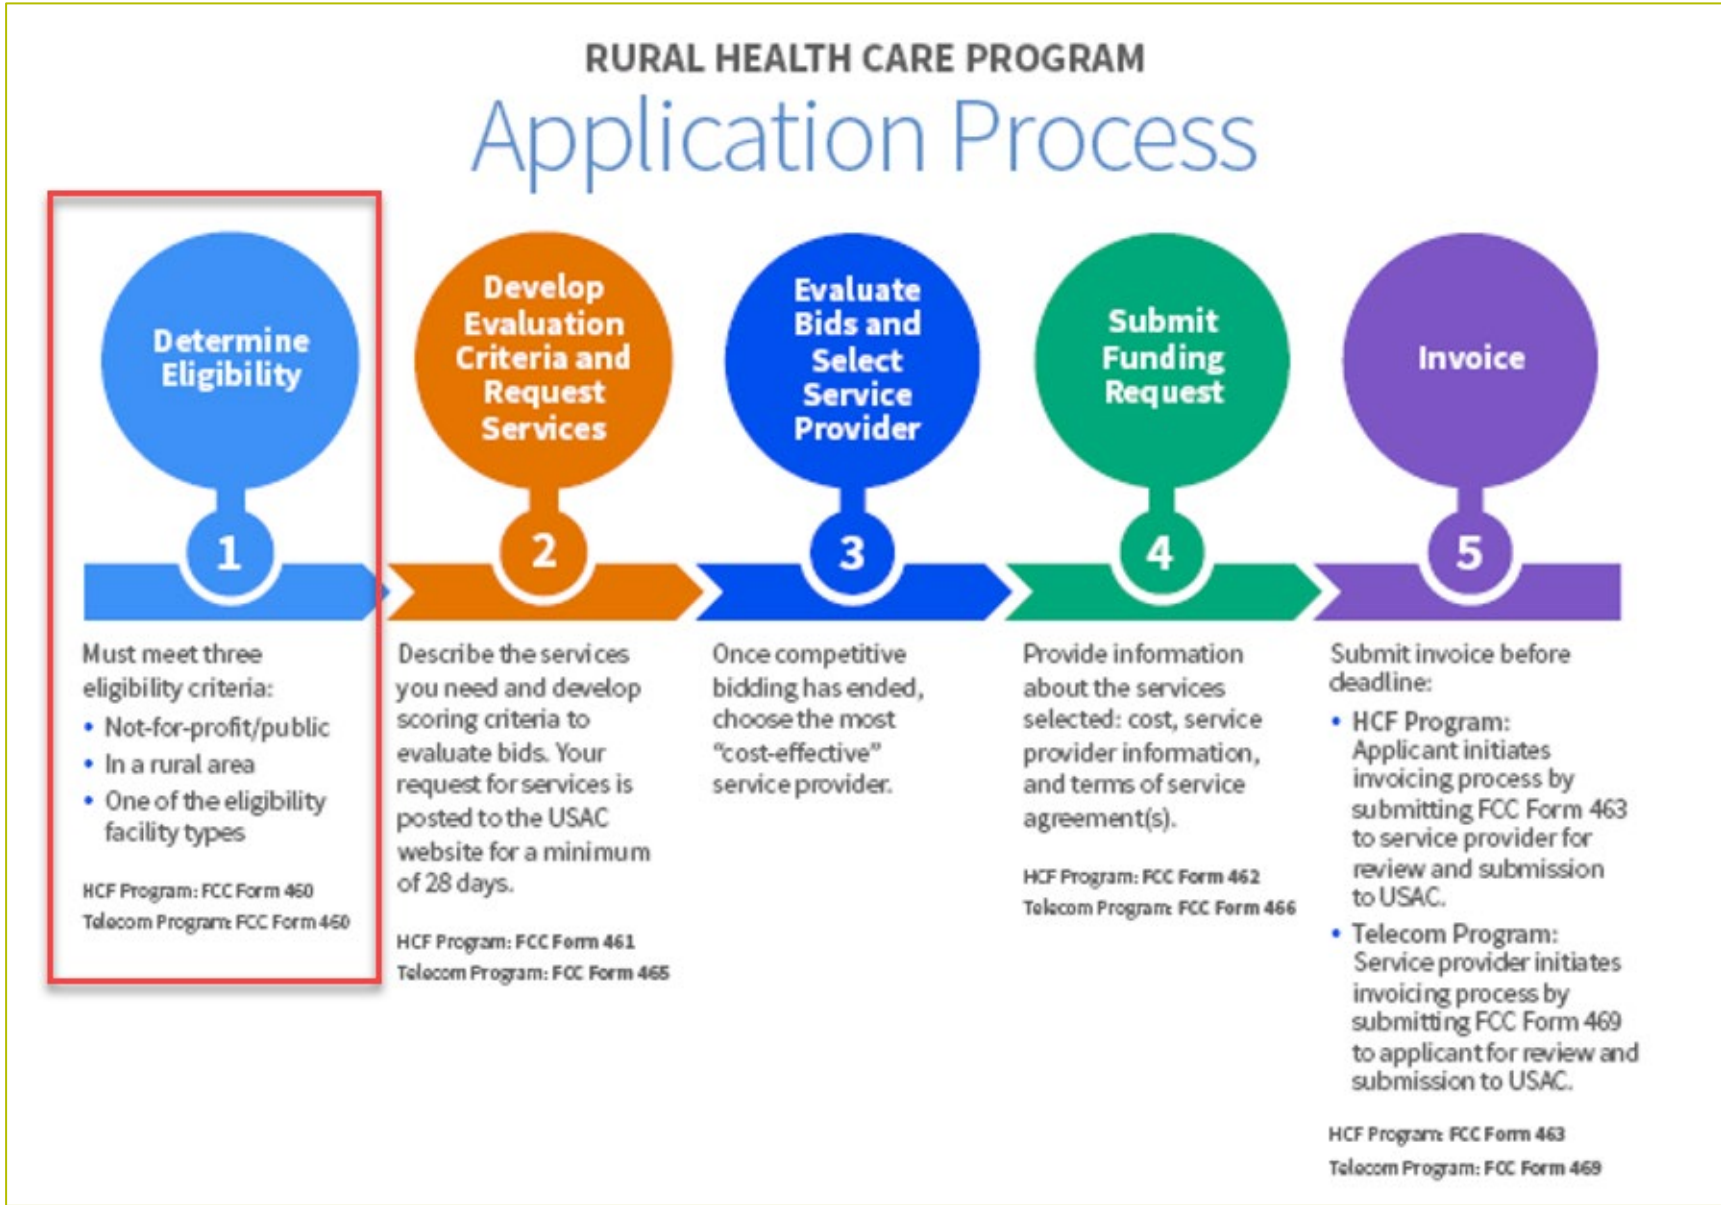 RURAL HEALTH CARE PROGRAM
Application Process
Determine
Eligibility
1
Must meet three
eligibility criteria:
• Not-for-profit/public
• In a rural area
• One of the eligibility
facility types
HCF Program: FCC Form 460
Telecom Program: FCC Form 460
Develop
Evaluation
Criteria and
Request
Services
2
Describe the services
you need and develop
scoring criteria to
evaluate bids. Your
request for services is
posted to the USAC
website for a minimum
of 28 days.
HCF Program: FCC Form 461
Telecom Program: FCC Form 465
Evaluate
Bids and
Select
Service
Provider
3
Once competitive
bidding has ended,
choose the most
“cost-effective”
service provider.
Submit
Funding
Request
4
Provide information
about the services
selected: cost, service
provider information,
and terms of service
agreement(s).
HCF Program: FCC Form 462
Telecom Program: FCC Form 466
Invoice
5
Submit invoice before
deadline:
• HCF Program:
Applicant initiates
invoicing process by
submitting FCC Form 463
to service provider for
review and submission
to USAC.
• Telecom Program:
Service provider initiates
invoicing process by
submitting FCC Form 469
to applicant for review and
submission to USAC.
HCF Program: FCC Form 463
Telecom Program: FCC Form 469